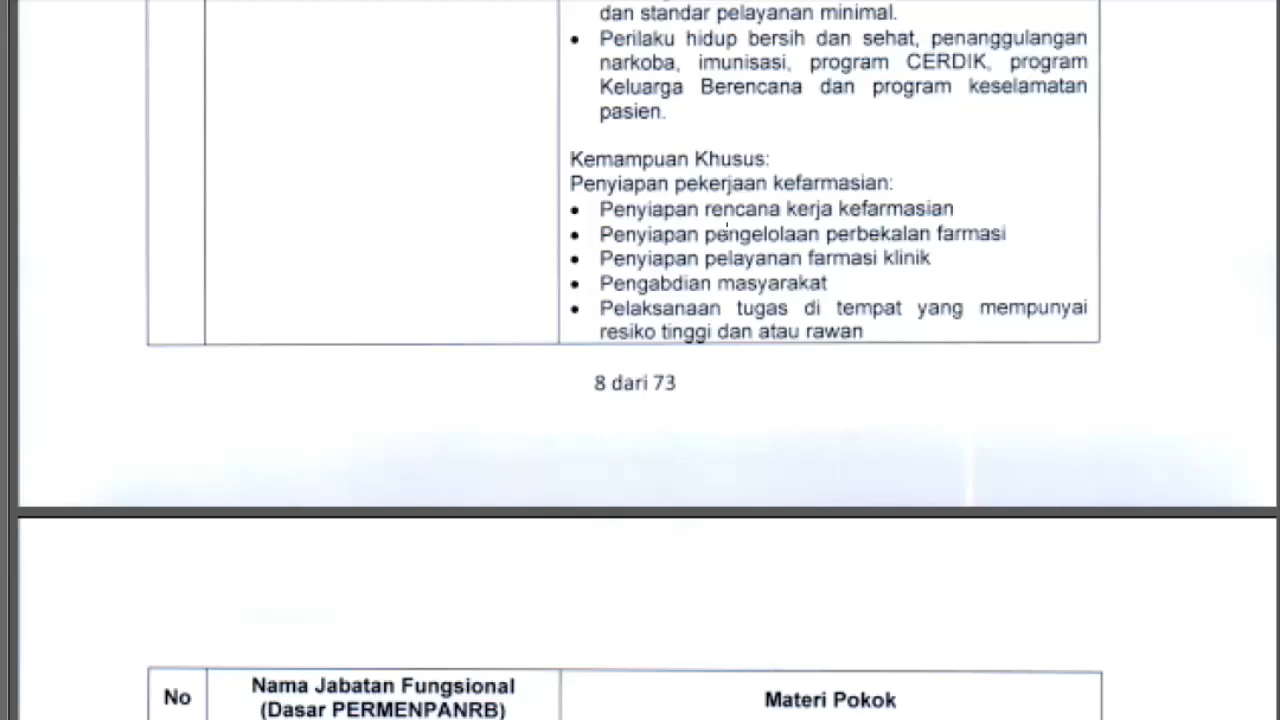 dan standar pelayanan minimal.
• Perilaku hidup bersih dan sehat, penanggulangan
narkoba, imunisasi, program CERDIK, program
Keluarga Berencana dan program keselamatan
pasien.
Kemampuan Khusus:
Penyiapan pekerjaan kefarmasian:
• Penyiapan rencana kerja kefarmasian
• Penyiapan pengelolaan perbekalan farmasi
• Penyiapan pelayanan farmasi klinik
• Pengabdian masyarakat
• Pelaksanaan tugas di tempat yang mempunyai
resiko tinggi dan atau rawan
8 dari 73
No
Nama Jabatan Fungsional
(Dasar PERMENPANRB)
Materi Pokok